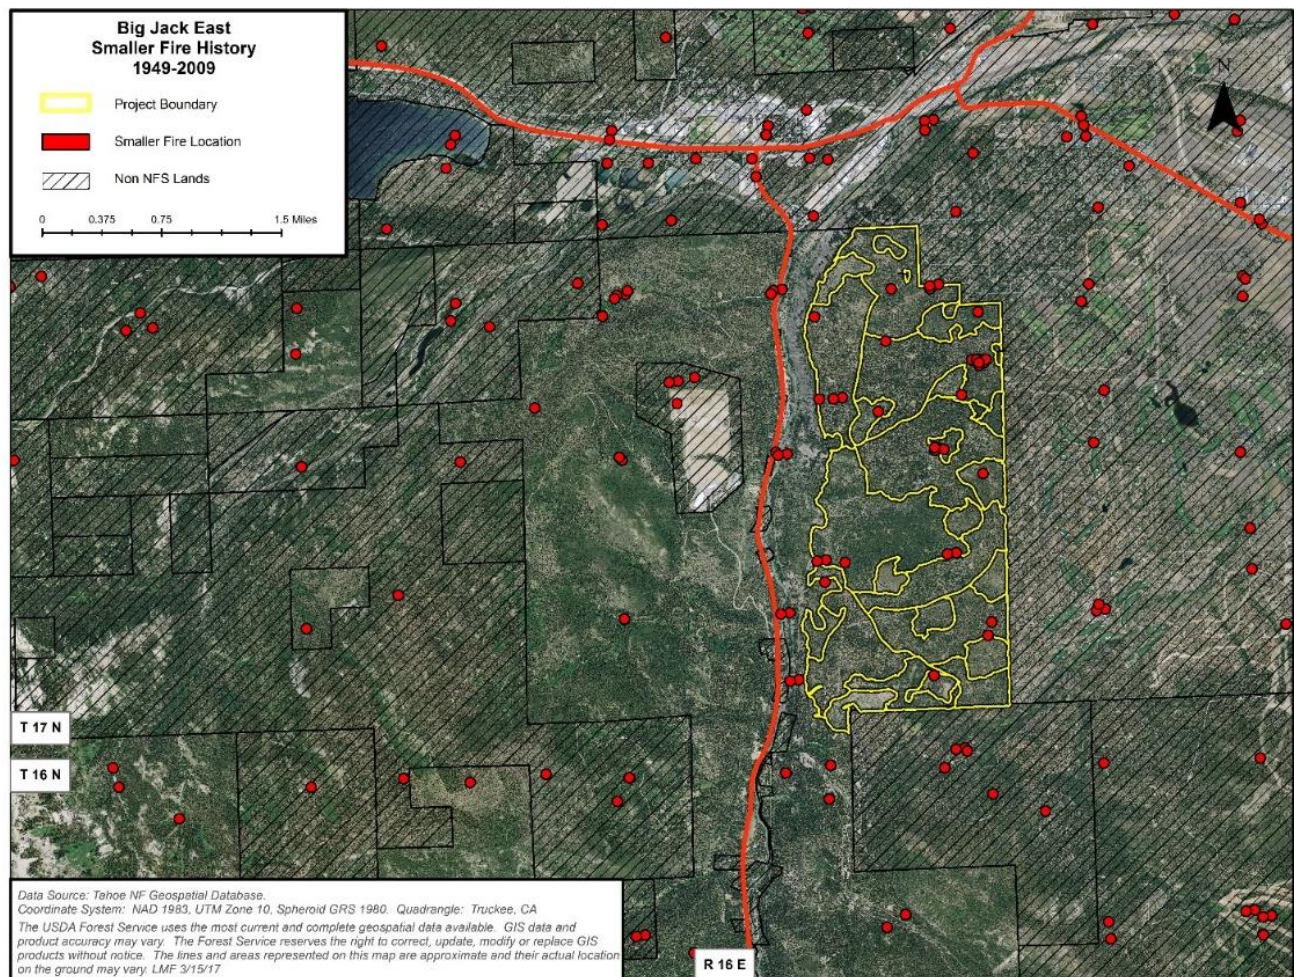 Big Jack East
Smaller Fire History
1949-2009
Project Boundary
Smaller Fire Location
Non NFS Lands
0 0.375 0.75 1.5 Miles
N
T 17 N
T 16 N
R 16 E
Data Source: Tahoe NF Geospatial Database.
Coordinate System: NAD 1983, UTM Zone 10, Spheroid GRS 1980. Quadrangle: Truckee, CA
The USDA Forest Service uses the most current and complete geospatial data available. GIS data and
product accuracy may vary. The Forest Service reserves the right to correct, update, modify or replace GIS
products without notice. The lines and areas represented on this map are approximate and their actual location
on the ground may vary. LMF 3/15/17